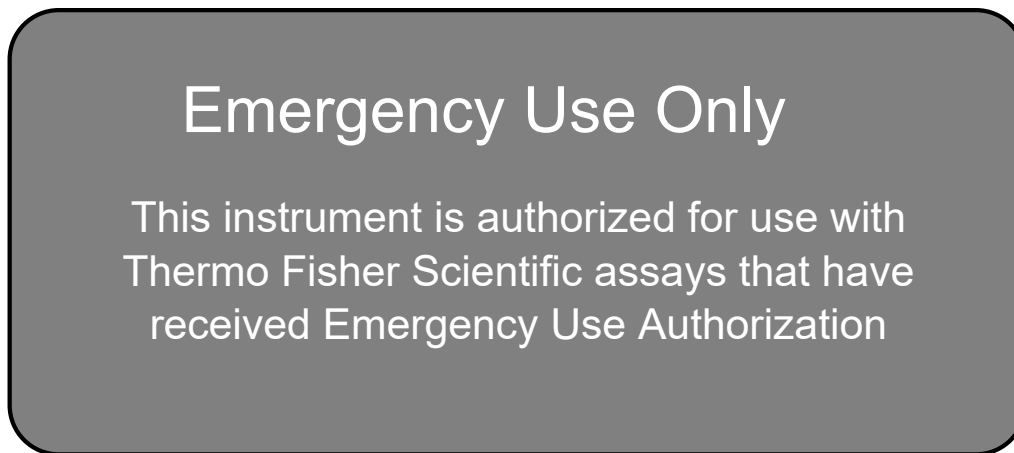 Emergency Use Only
This instrument is authorized for use with
Thermo Fisher Scientific assays that have
received Emergency Use Authorization